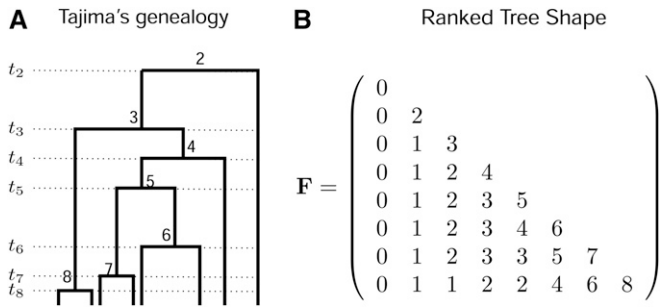 A Tajima's genealogy
t₂ 2
t₃ 3
t₄ 4
t₅ 5
t₆ 6
t₇ 7
t₈ 8
B Ranked Tree Shape
F =
0
0 2
0 1 3
0 1 2 4
0 1 2 3 5
0 1 2 3 4 6
0 1 2 3 3 5 7
0 1 1 2 2 4 6 8